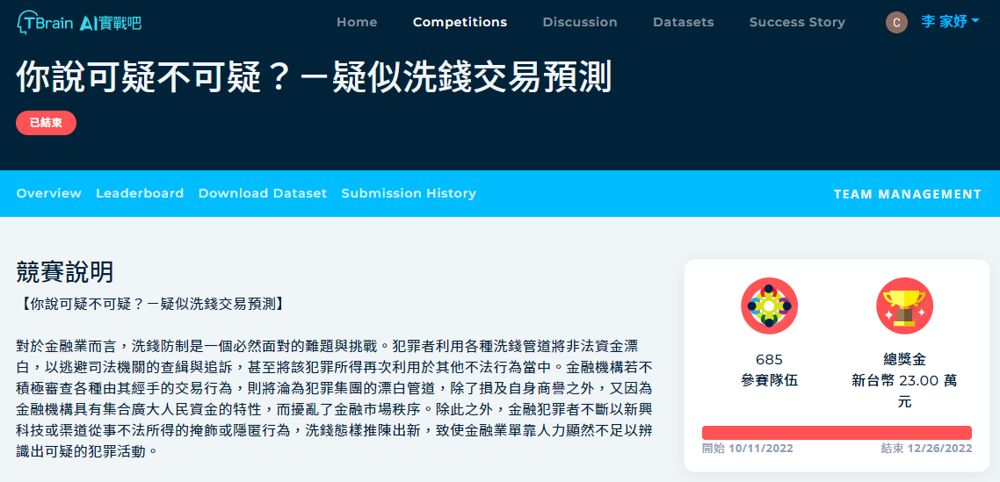 TBrain AI實戰吧
Home Competitions Discussion Datasets Success Story C 李 家妤
你說可疑不可疑？－疑似洗錢交易預測
已結束
Overview Leaderboard Download Dataset Submission History TEAM MANAGEMENT
競賽說明
【你說可疑不可疑？－疑似洗錢交易預測】
對於金融業而言，洗錢防制是一個必然面對的難題與挑戰。犯罪者利用各種洗錢管道將非法資金漂
白，以逃避司法機關的查緝與追訴，甚至將該犯罪所得再次利用於其他不法行為當中。金融機構若不
積極審查各種由其經手的交易行為，則將淪為犯罪集團的漂白管道，除了損及自身商譽之外，又因為
金融機構具有集合廣大人民資金的特性，而擾亂了金融市場秩序。除此之外，金融犯罪者不斷以新興
科技或渠道從事不法所得的掩飾或隱匿行為，洗錢態樣推陳出新，致使金融業單靠人力顯然不足以辨
識出可疑的犯罪活動。
685
參賽隊伍
總獎金
新台幣 23.00 萬
元
開始 10/11/2022 結束 12/26/2022